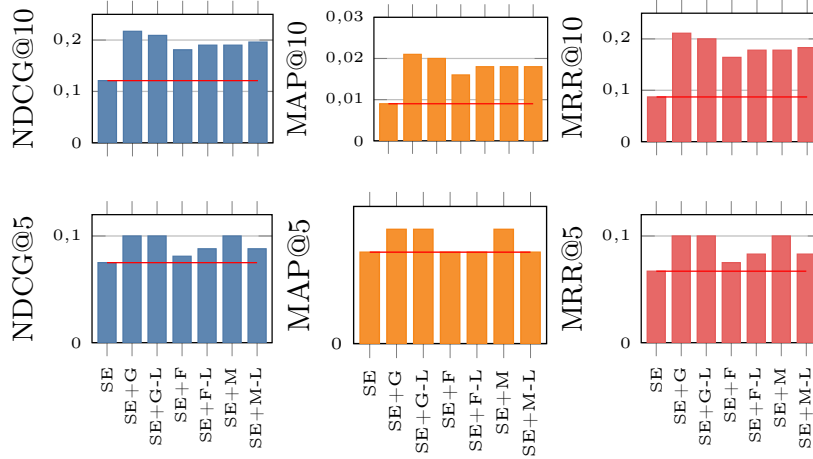 NDCG@10
0,2
0,1
0
MAP@10
0,03
0,02
0,01
0
MRR@10
0,2
0,1
0
NDCG@5
0,1
0
SE
SE+G
SE+G-L
SE+F
SE+F-L
SE+M
SE+M-L
MAP@5
0
SE
SE+G
SE+G-L
SE+F
SE+F-L
SE+M
SE+M-L
MRR@5
0,1
0
SE
SE+G
SE+G-L
SE+F
SE+F-L
SE+M
SE+M-L